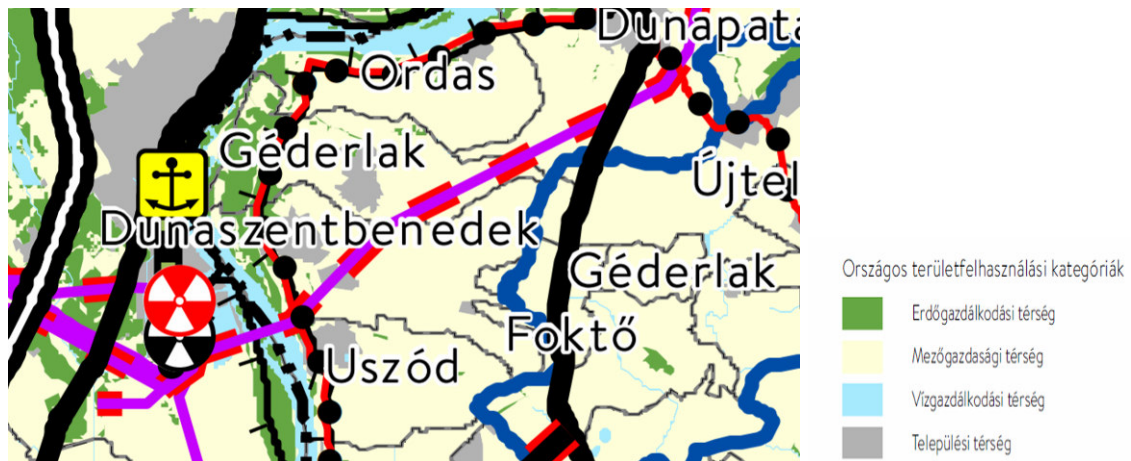 Dunapata
Ordas
Géderlak
Újtel
Dunaszentbenedek
Géderlak
Foktő
Uszód
Országos területfelhasználási kategóriák
Erdőgazdálkodási térség
Mezőgazdasági térség
Vízgazdálkodási térség
Települési térség